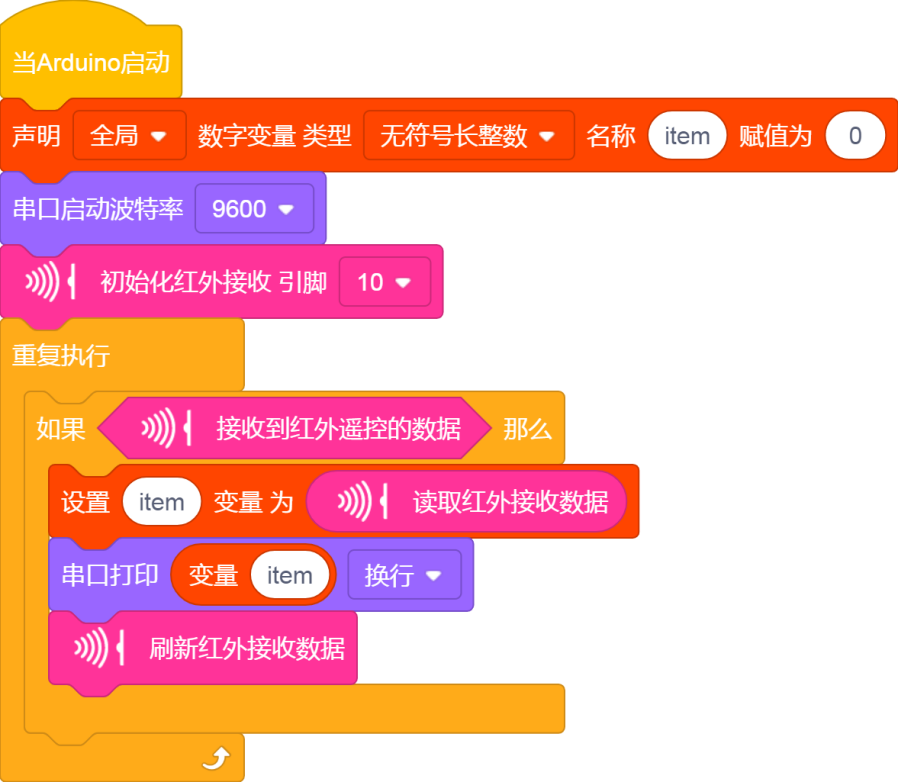 当Arduino启动
声明 全局 数字变量 类型 无符号长整数 名称 item 赋值为 0
串口启动波特率 9600
初始化红外接收 引脚 10
重复执行
如果 接收到红外遥控的数据 那么
设置 item 变量 为 读取红外接收数据
串口打印 变量 item 换行
刷新红外接收数据